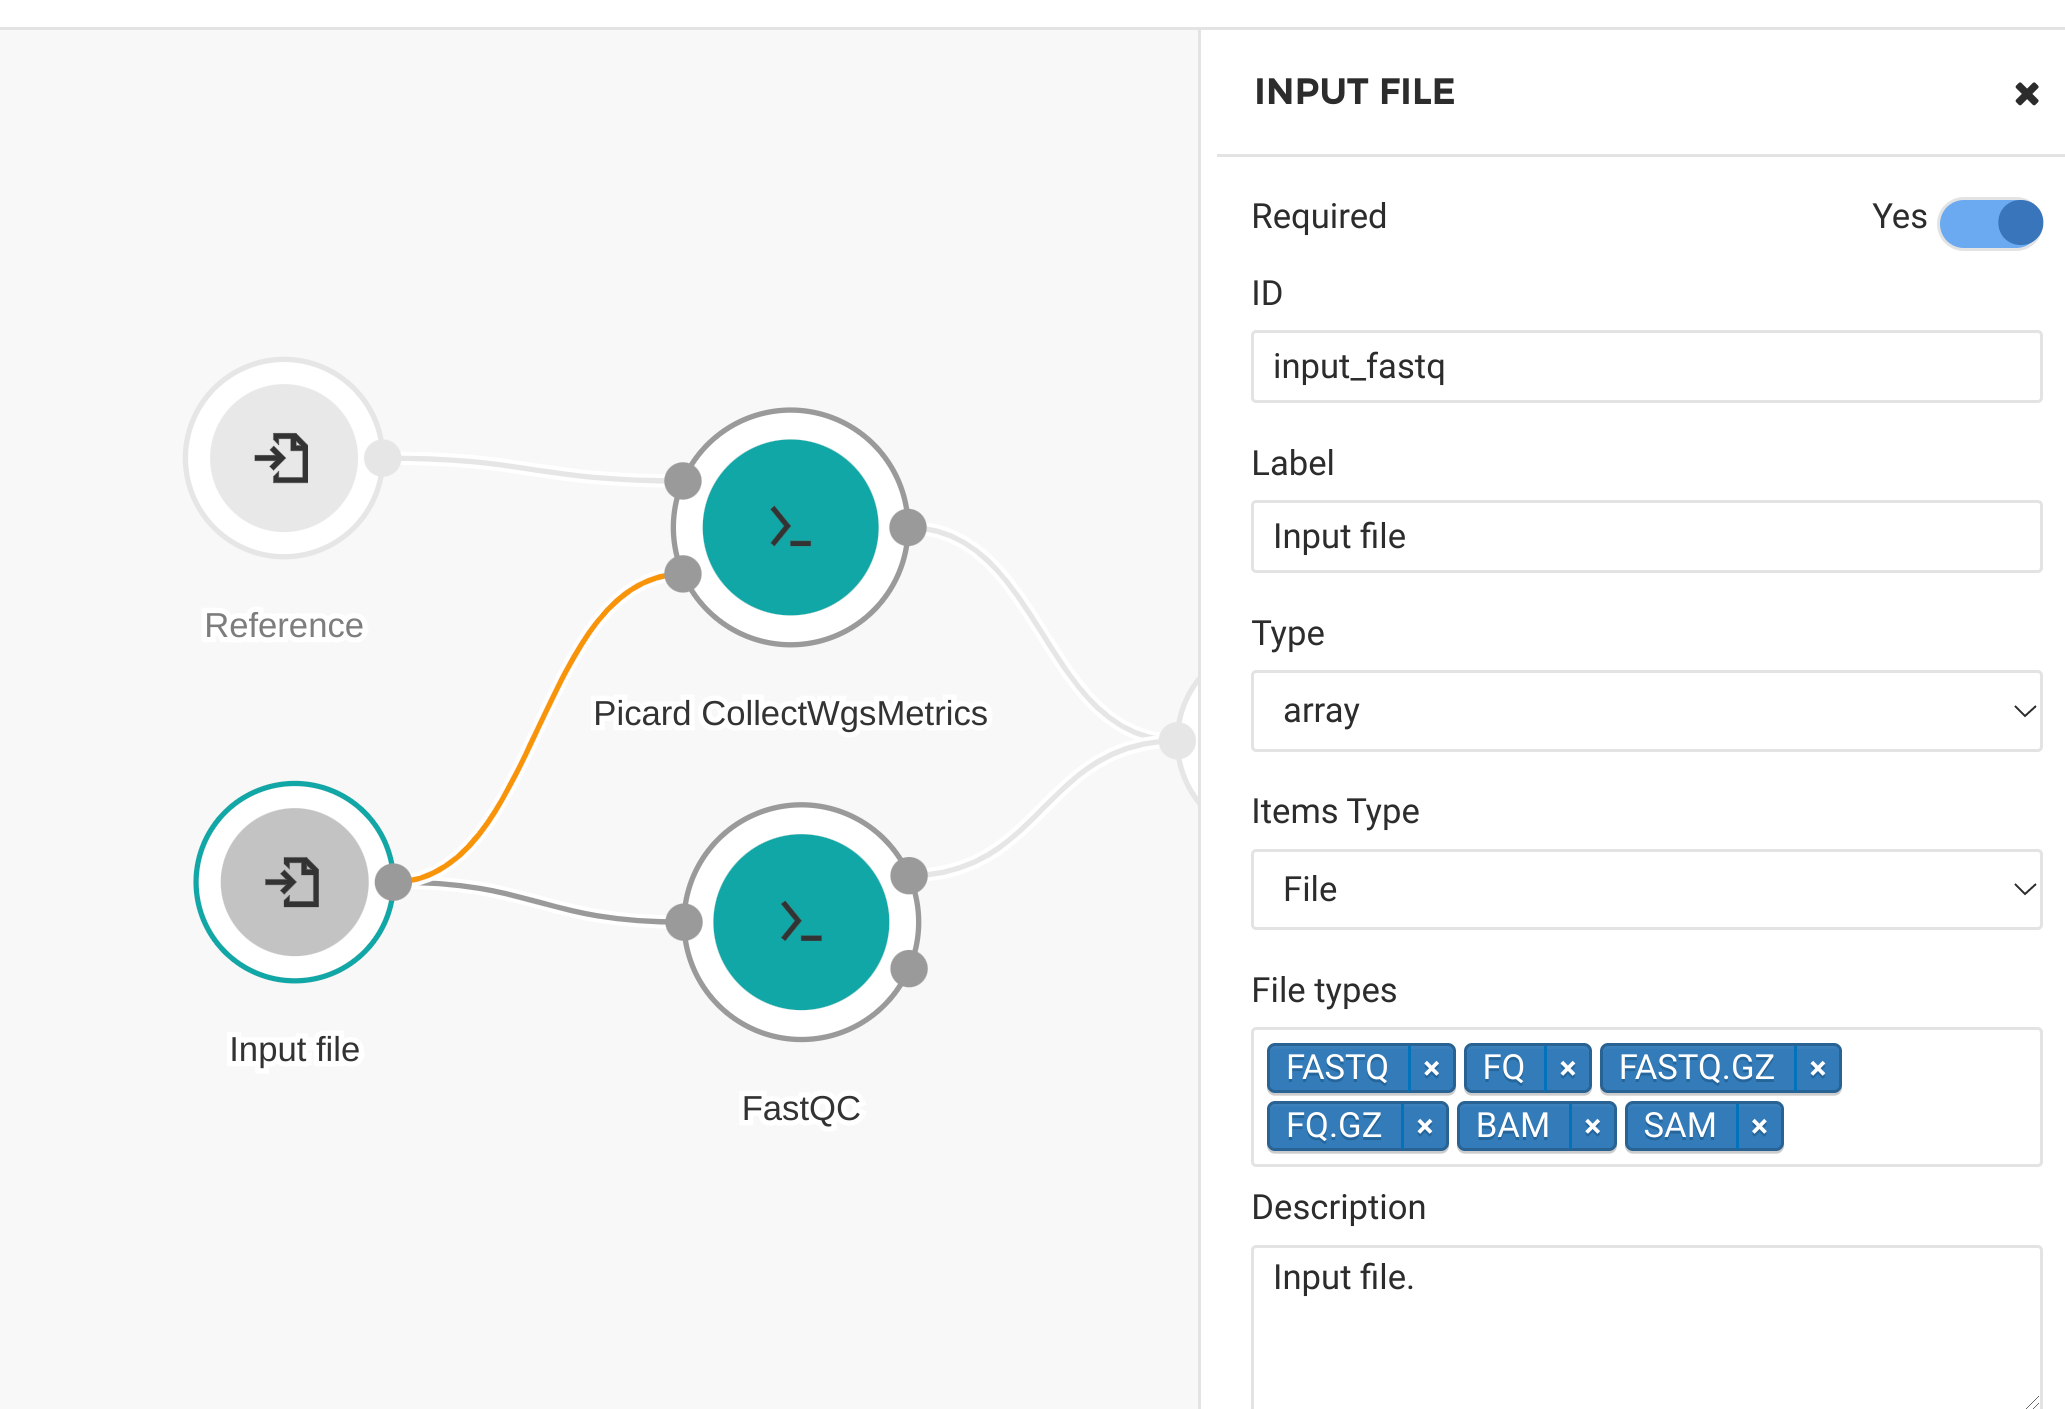 Reference
Picard CollectWgsMetrics
Input file
FastQC
INPUT FILE
Required Yes
ID
input_fastq
Label
Input file
Type
array
Items Type
File
File types
FASTQ × FQ × FASTQ.GZ ×
FQ.GZ × BAM × SAM ×
Description
Input file.